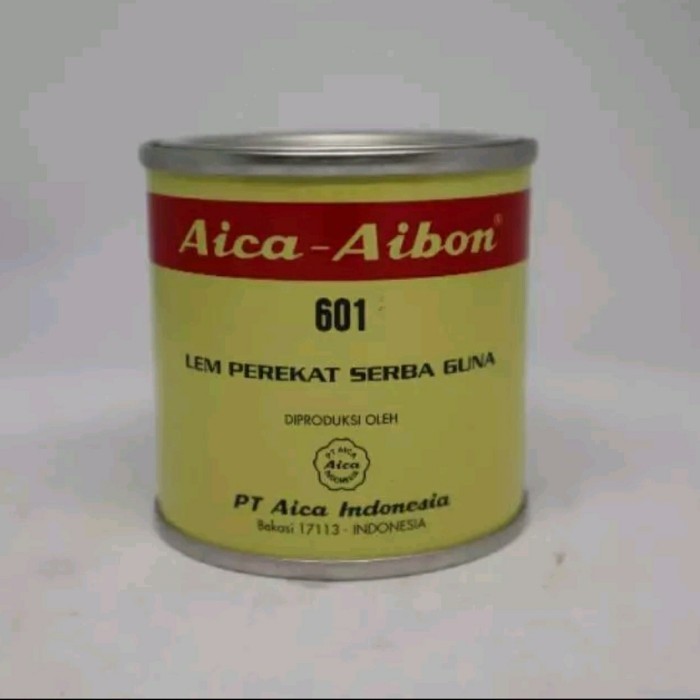 Aica-Aibon®
601
LEM PEREKAT SERBA GUNA
DIPRODUKSI OLEH
PT AICA
Aica
INDONESIA
PT Aica Indonesia
Bekasi 17113 - INDONESIA